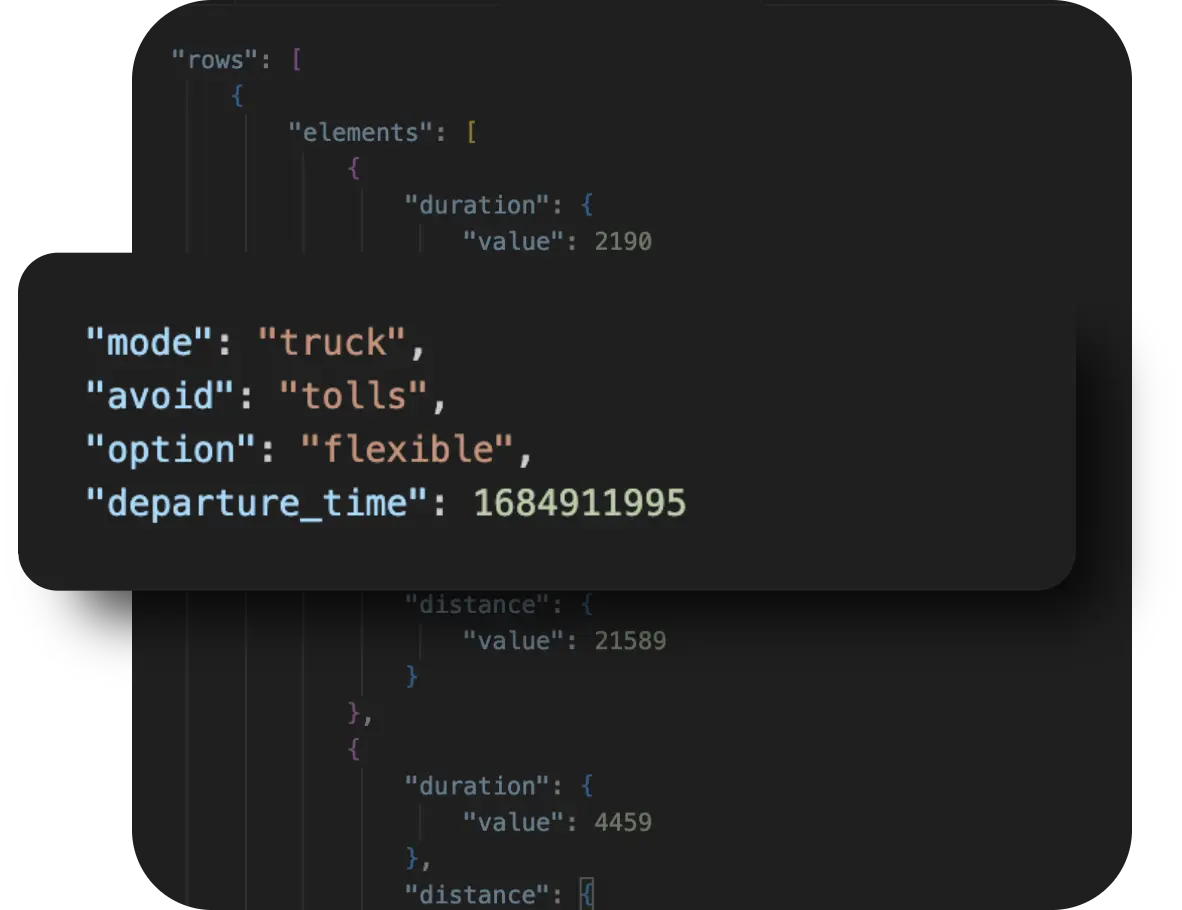 "rows": [
{
"elements": [
{
"duration": {
"value": 2190
"mode": "truck",
"avoid": "tolls",
"option": "flexible",
"departure_time": 1684911995
"distance": {
"value": 21589
}
},
{
"duration": {
"value": 4459
},
"distance": {